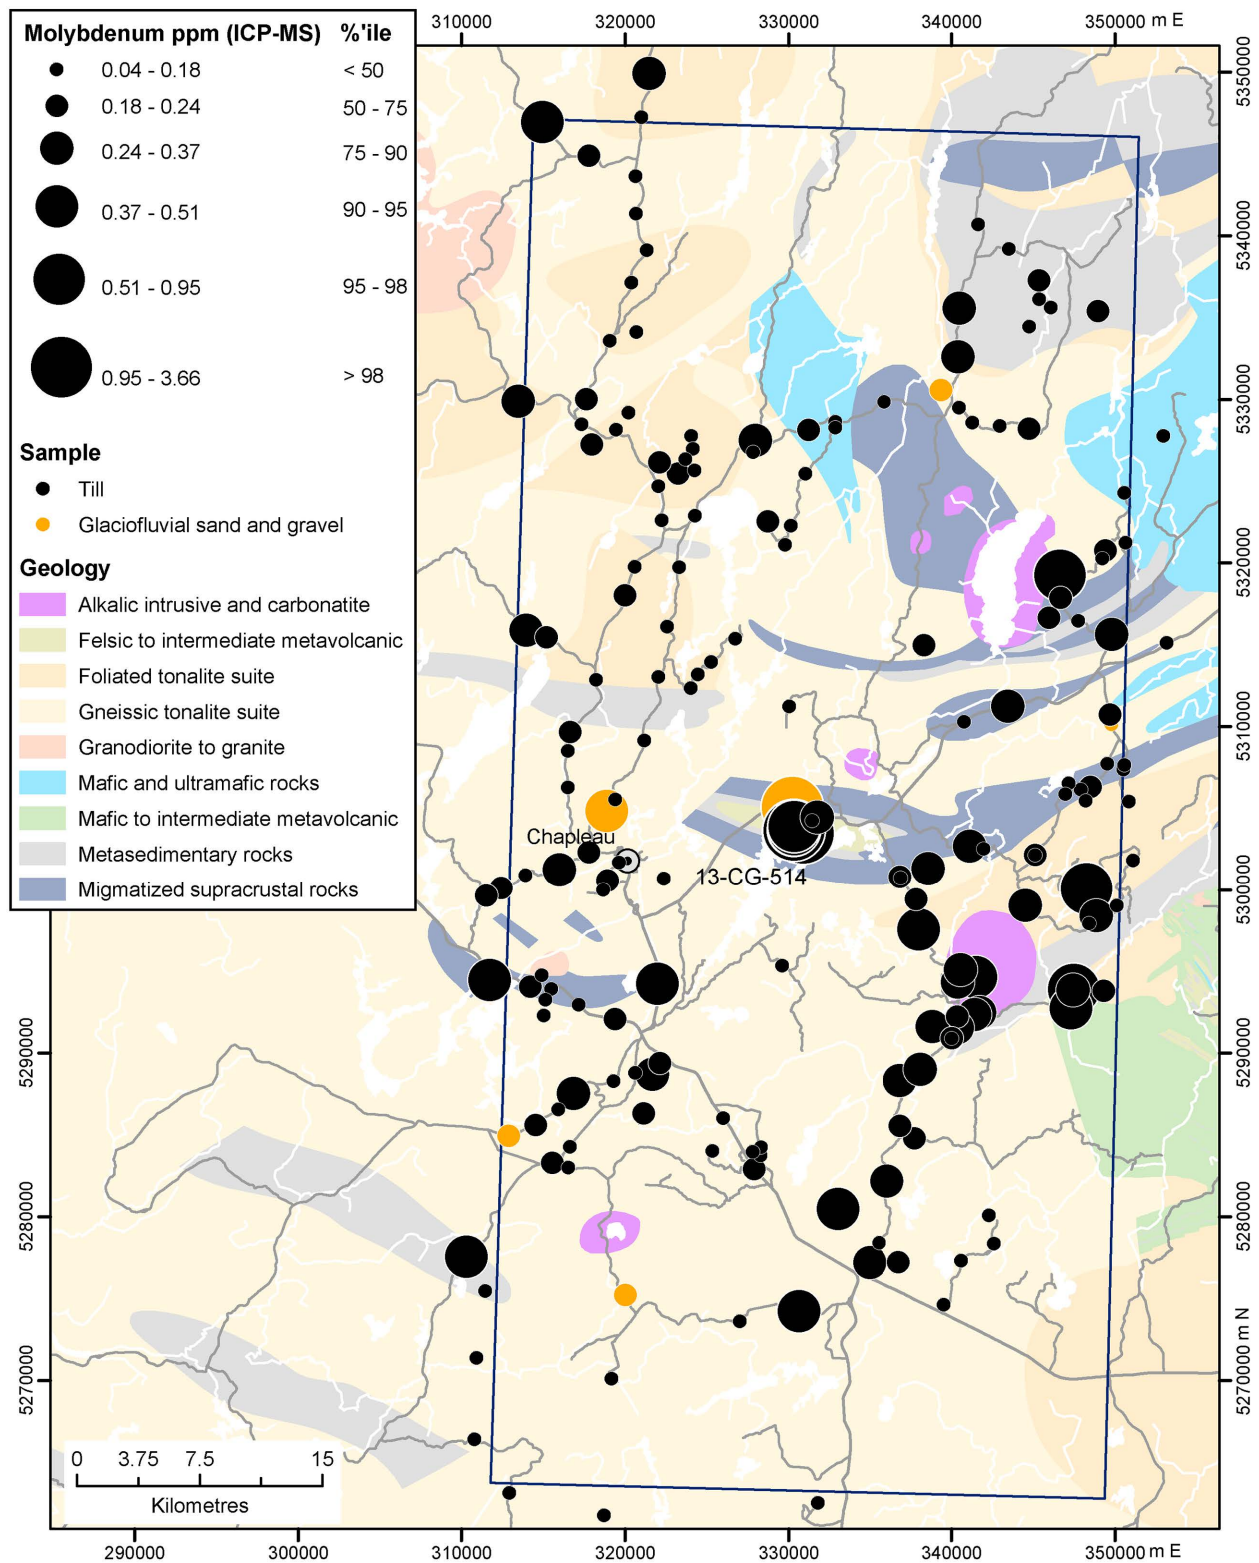 310000 320000 330000 340000 350000 m E
Molybdenum ppm (ICP-MS) %'ile
0.04 - 0.18 < 50
0.18 - 0.24 50 - 75
0.24 - 0.37 75 - 90
0.37 - 0.51 90 - 95
0.51 - 0.95 95 - 98
0.95 - 3.66 > 98
Sample
Till
Glaciofluvial sand and gravel
Geology
Alkalic intrusive and carbonatite
Felsic to intermediate metavolcanic
Foliated tonalite suite
Gneissic tonalite suite
Granodiorite to granite
Mafic and ultramafic rocks
Mafic to intermediate metavolcanic
Metasedimentary rocks
Migmatized supracrustal rocks
Chapleau
13-CG-514
5350000
5340000
5330000
5320000
5310000
5300000
5290000
5280000
5270000 m N
5290000
5280000
5270000
0 3.75 7.5 15
Kilometres
290000 300000 310000 320000 330000 340000 350000 m E